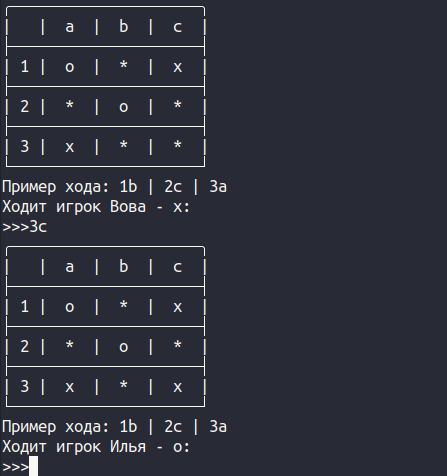 |   |  a  |  b  |  c  |
| 1 |  o  |  *  |  x  |
| 2 |  *  |  o  |  *  |
| 3 |  x  |  *  |  *  |
Пример хода: 1b | 2c | 3a
Ходит игрок Вова - x:
>>>3c
|   |  a  |  b  |  c  |
| 1 |  o  |  *  |  x  |
| 2 |  *  |  o  |  *  |
| 3 |  x  |  *  |  x  |
Пример хода: 1b | 2c | 3a
Ходит игрок Илья - o:
>>>